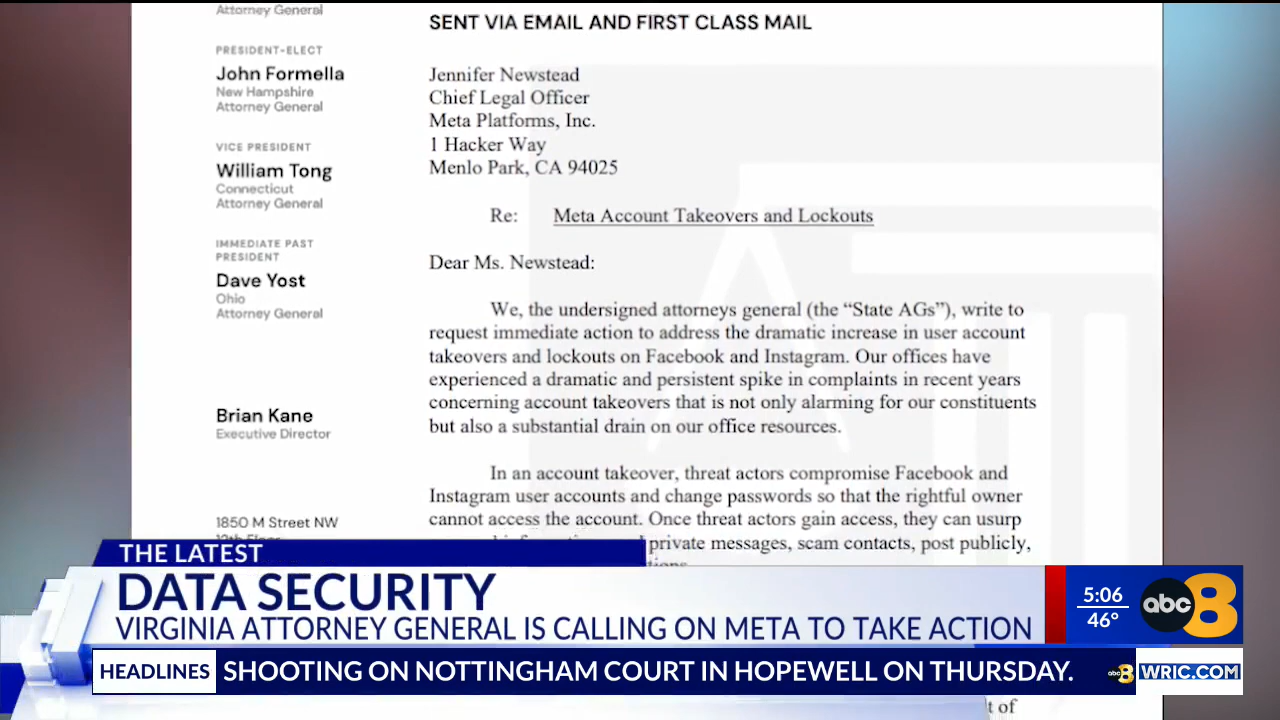 Attorney General
PRESIDENT-ELECT
John Formella
New Hampshire
Attorney General
VICE PRESIDENT
William Tong
Connecticut
Attorney General
IMMEDIATE PAST
PRESIDENT
Dave Yost
Ohio
Attorney General
Brian Kane
Executive Director
1850 M Street NW
SENT VIA EMAIL AND FIRST CLASS MAIL
Jennifer Newstead
Chief Legal Officer
Meta Platforms, Inc.
1 Hacker Way
Menlo Park, CA 94025
Re: Meta Account Takeovers and Lockouts
Dear Ms. Newstead:
We, the undersigned attorneys general (the “State AGs”), write to
request immediate action to address the dramatic increase in user account
takeovers and lockouts on Facebook and Instagram. Our offices have
experienced a dramatic and persistent spike in complaints in recent years
concerning account takeovers that is not only alarming for our constituents
but also a substantial drain on our office resources.
In an account takeover, threat actors compromise Facebook and
Instagram user accounts and change passwords so that the rightful owner
cannot access the account. Once threat actors gain access, they can usurp
private messages, scam contacts, post publicly,
t of
THE LATEST
DATA SECURITY
VIRGINIA ATTORNEY GENERAL IS CALLING ON META TO TAKE ACTION
5:06
46°
abc 8
HEADLINES SHOOTING ON NOTTINGHAM COURT IN HOPEWELL ON THURSDAY.
abc 8 WRIC.COM